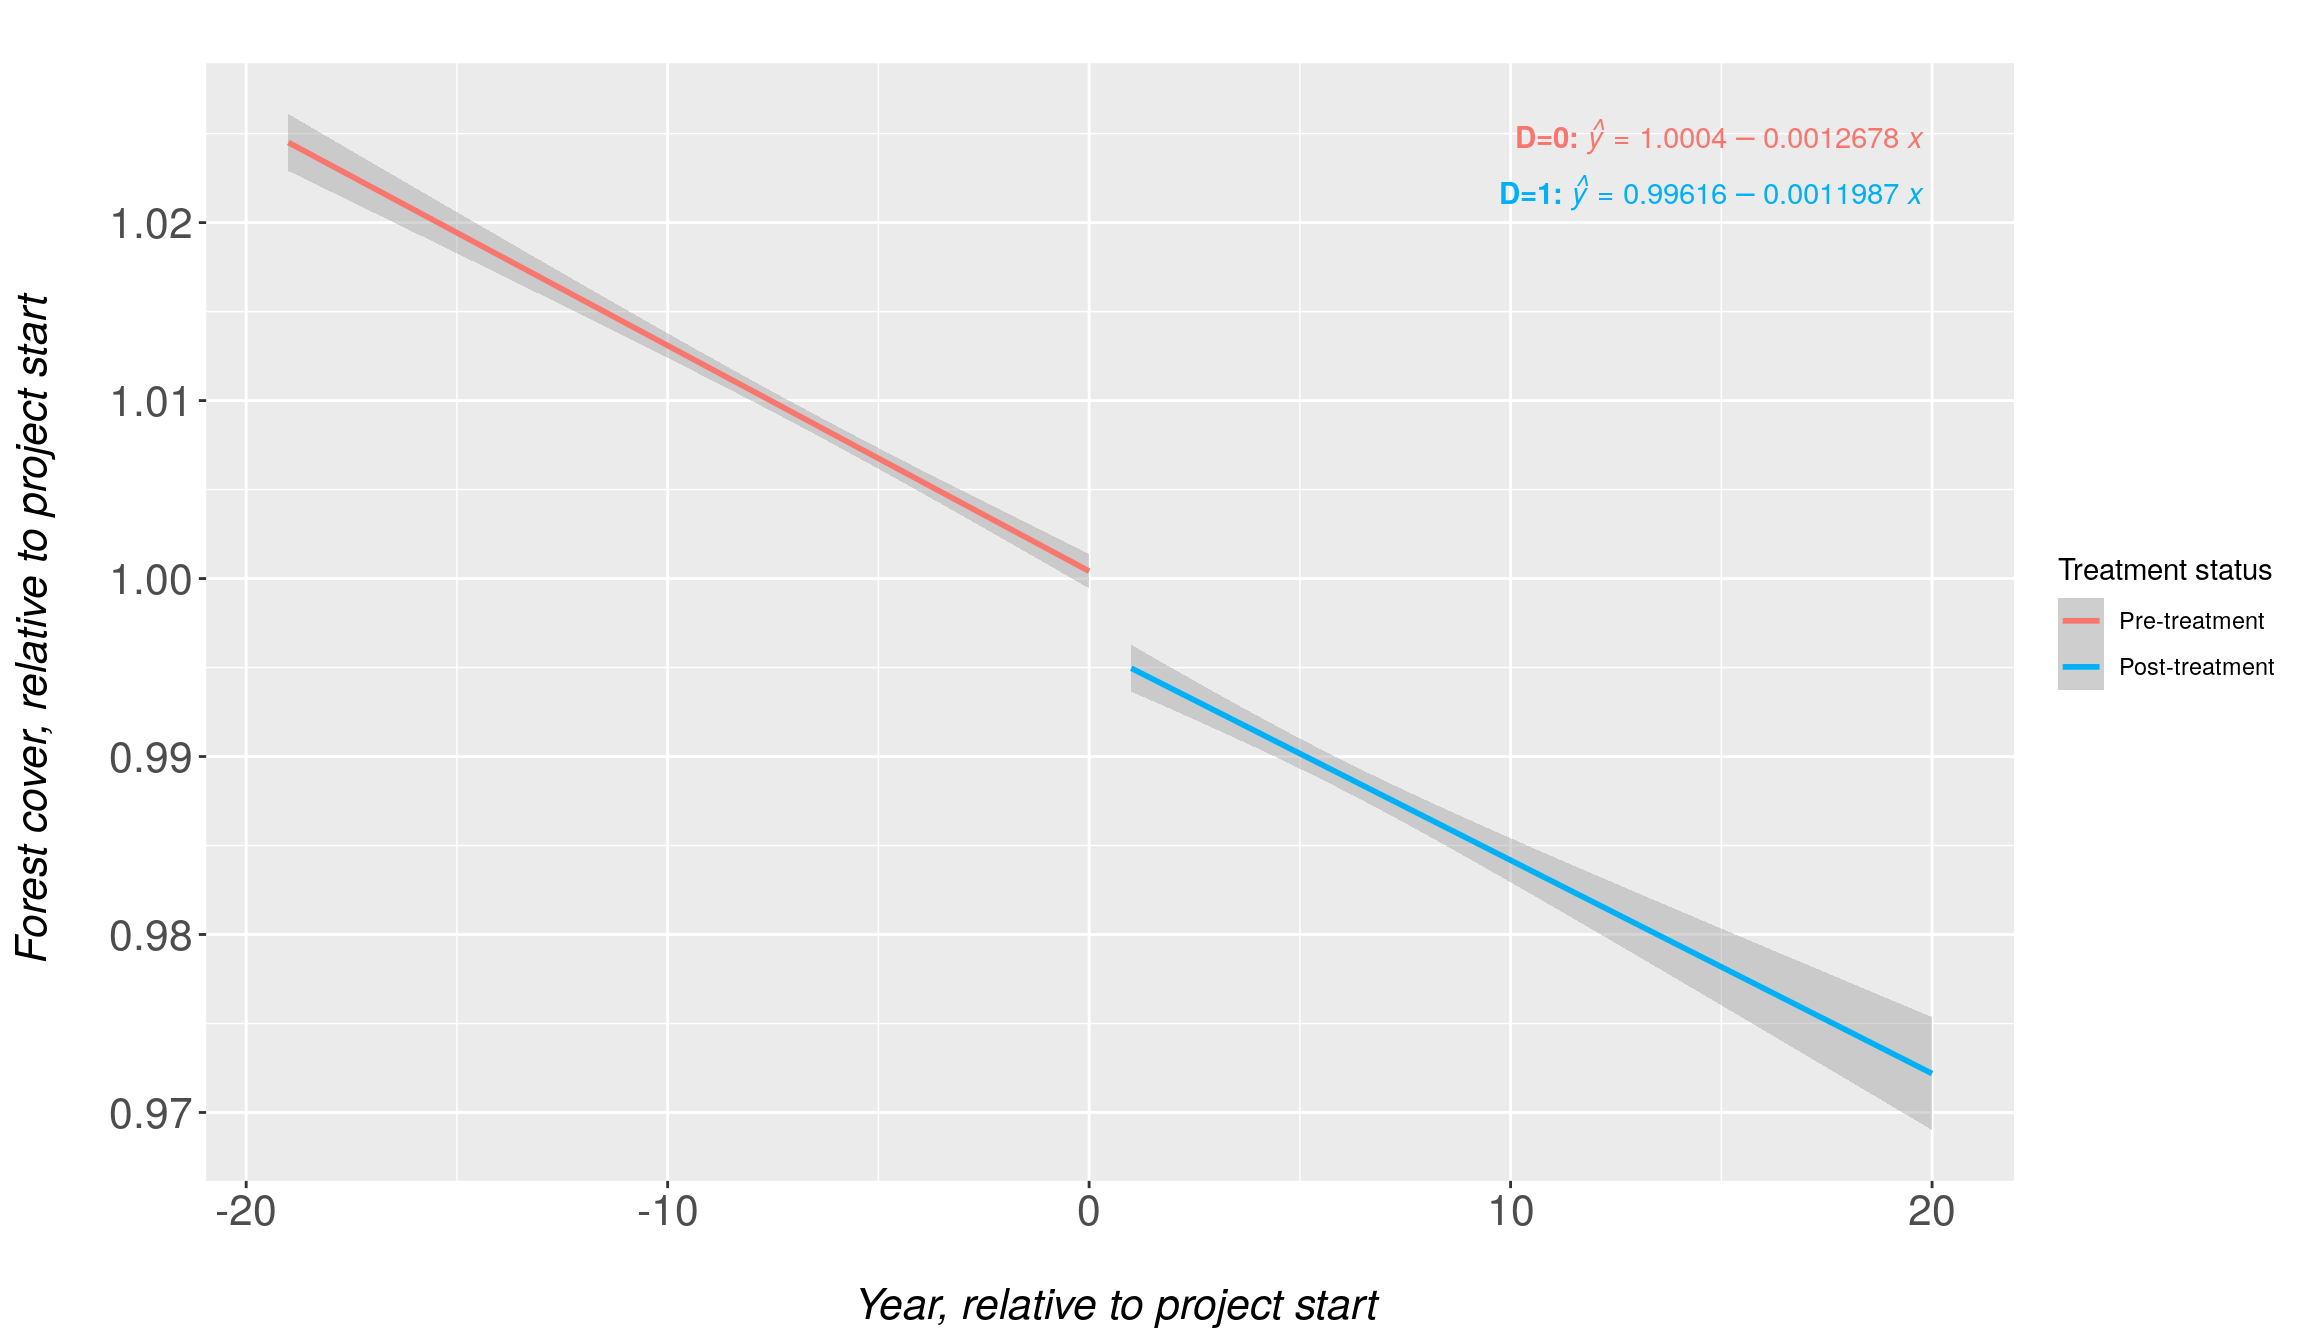 D=0: ŷ = 1.0004 − 0.0012678 x
D=1: ŷ = 0.99616 − 0.0011987 x
1.02
1.01
1.00
0.99
0.98
0.97
Forest cover, relative to project start
-20 -10 0 10 20
Year, relative to project start
Treatment status
Pre-treatment
Post-treatment